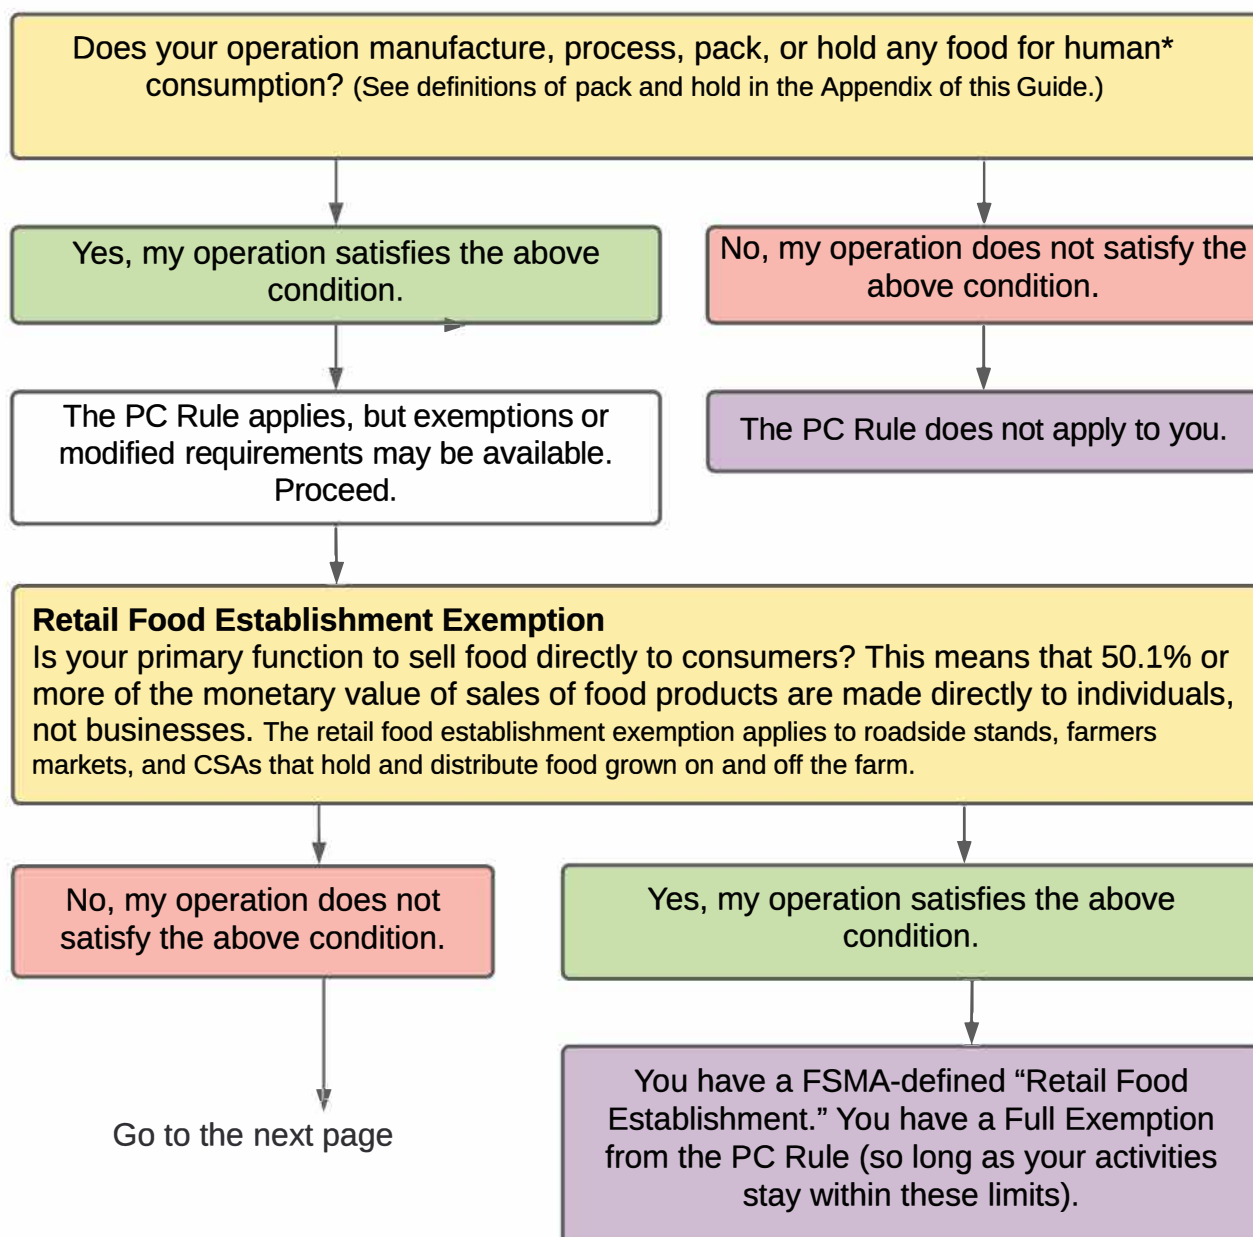 Does your operation manufacture, process, pack, or hold any food for human*
consumption? (See definitions of pack and hold in the Appendix of this Guide.)
Yes, my operation satisfies the above
condition.
No, my operation does not satisfy the
above condition.
The PC Rule applies, but exemptions or
modified requirements may be available.
Proceed.
The PC Rule does not apply to you.
Retail Food Establishment Exemption
Is your primary function to sell food directly to consumers? This means that 50.1% or
more of the monetary value of sales of food products are made directly to individuals,
not businesses. The retail food establishment exemption applies to roadside stands, farmers
markets, and CSAs that hold and distribute food grown on and off the farm.
No, my operation does not
satisfy the above condition.
Yes, my operation satisfies the above
condition.
Go to the next page
You have a FSMA-defined “Retail Food
Establishment.” You have a Full Exemption
from the PC Rule (so long as your activities
stay within these limits).